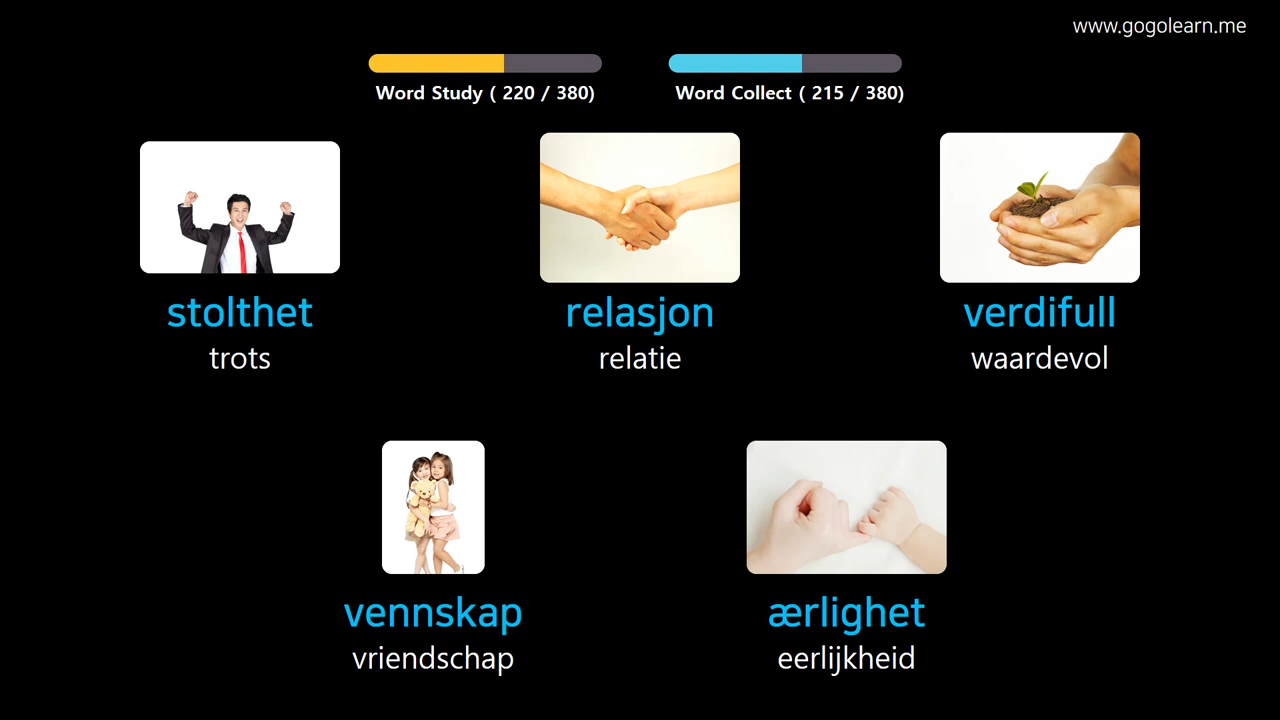 www.gogolearn.me
Word Study ( 220 / 380)
Word Collect ( 215 / 380)
stolthet
trots
relasjon
relatie
verdifull
waardevol
vennskap
vriendschap
ærlighet
eerlijkheid